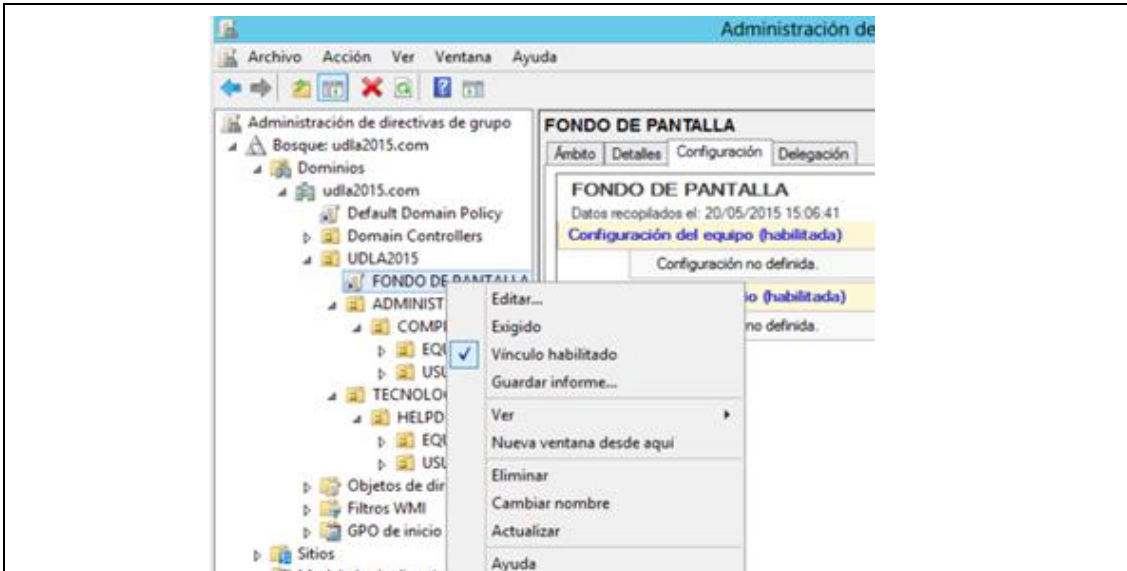 Administración de
Archivo Acción Ver Ventana Ayuda
Administración de directivas de grupo
Bosque: udla2015.com
Dominios
udla2015.com
Default Domain Policy
Domain Controllers
UDLA2015
FONDO DE PANTALLA
ADMINIST
COMP
EQU
USU
TECNOLO
HELPD
EQU
USU
Objetos de dir
Filtros WMI
GPO de inicio
Sitios
FONDO DE PANTALLA
Ámbito Detalles Configuración Delegación
FONDO DE PANTALLA
Datos recopilados el: 20/05/2015 15:06:41
Configuración del equipo (habilitada)
Configuración no definida.
io (habilitada)
no definida.
Editar...
Exigido
Vínculo habilitado
Guardar informe...
Ver
Nueva ventana desde aquí
Eliminar
Cambiar nombre
Actualizar
Ayuda